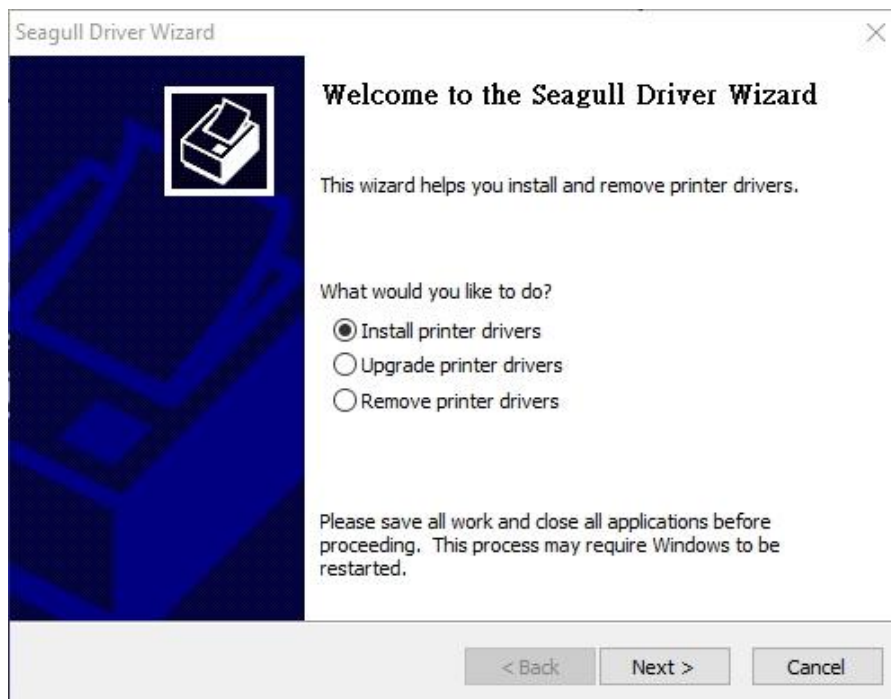 Seagull Driver Wizard
Welcome to the Seagull Driver Wizard
This wizard helps you install and remove printer drivers.
What would you like to do?
Install printer drivers
Upgrade printer drivers
Remove printer drivers
Please save all work and close all applications before
proceeding. This process may require Windows to be
restarted.
< Back Next > Cancel